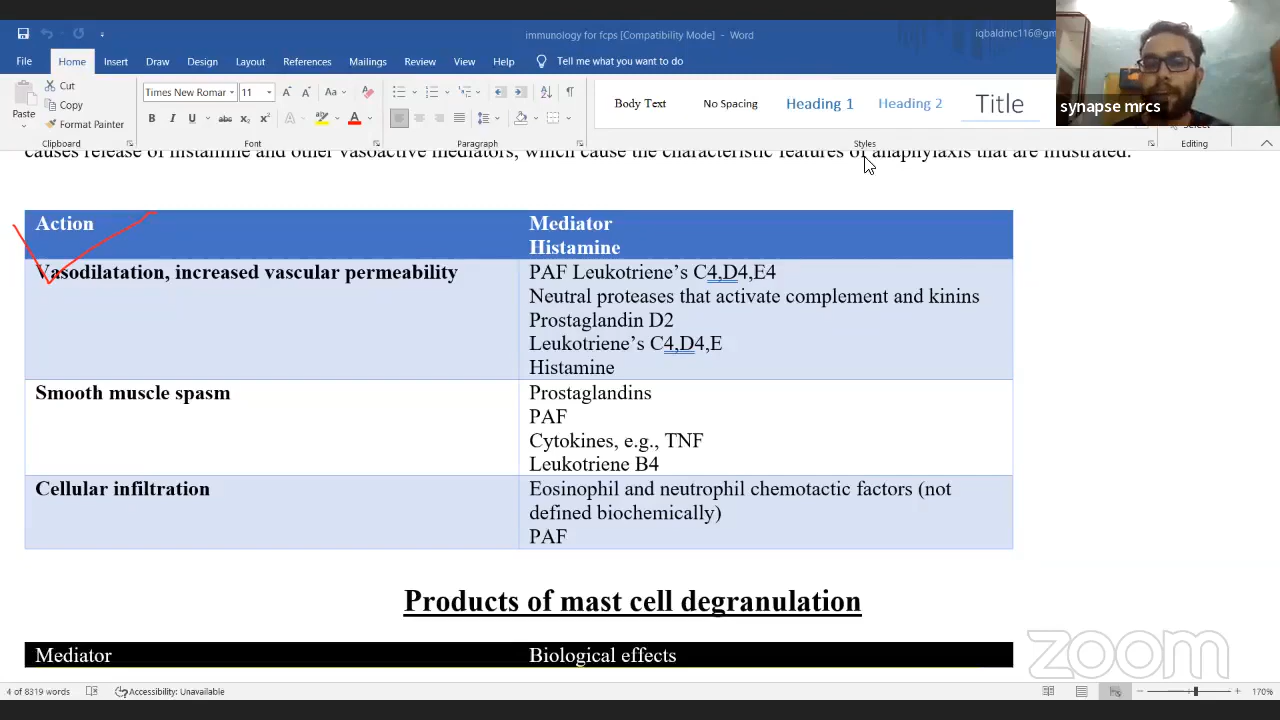 immunology for fcps [Compatibility Mode] - Word
iqbaldmc116@gm
File Home Insert Draw Design Layout References Mailings Review View Help Tell me what you want to do
Cut
Copy
Format Painter
Paste
Clipboard
Times New Romar 11
Font
Paragraph
Body Text
No Spacing
Heading 1
Heading 2
Title
Styles
Select
Editing
synapse mrcs
causes release of histamine and other vasoactive mediators, which cause the characteristic features of anaphylaxis that are illustrated.
Action
Mediator
Histamine
Vasodilatation, increased vascular permeability
PAF Leukotriene’s C4,D4,E4
Neutral proteases that activate complement and kinins
Prostaglandin D2
Leukotriene’s C4,D4,E
Histamine
Smooth muscle spasm
Prostaglandins
PAF
Cytokines, e.g., TNF
Leukotriene B4
Cellular infiltration
Eosinophil and neutrophil chemotactic factors (not
defined biochemically)
PAF
Products of mast cell degranulation
Mediator
Biological effects
zoom
4 of 8319 words
Accessibility: Unavailable
170%